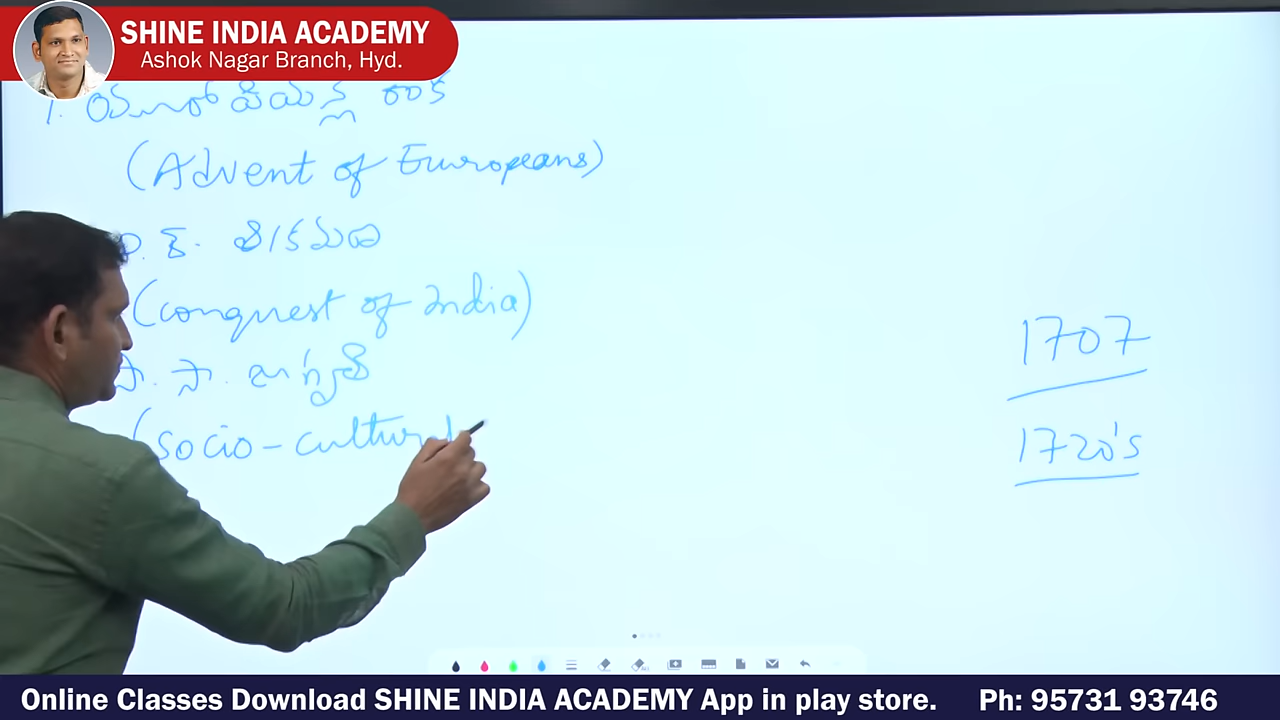 SHINE INDIA ACADEMY
Ashok Nagar Branch, Hyd.
1. యూరోపియన్ల రాక
(Advent of Europeans)
(Conquest of India)
సా. సా. జాగృతి
(Socio-cultural
1707
1720's
Online Classes Download SHINE INDIA ACADEMY App in play store. Ph: 95731 93746